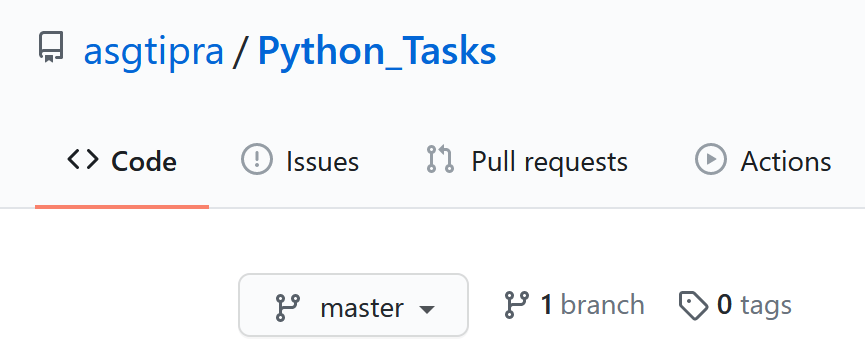 asgtipra / Python_Tasks
Code Issues Pull requests Actions
master 1 branch 0 tags